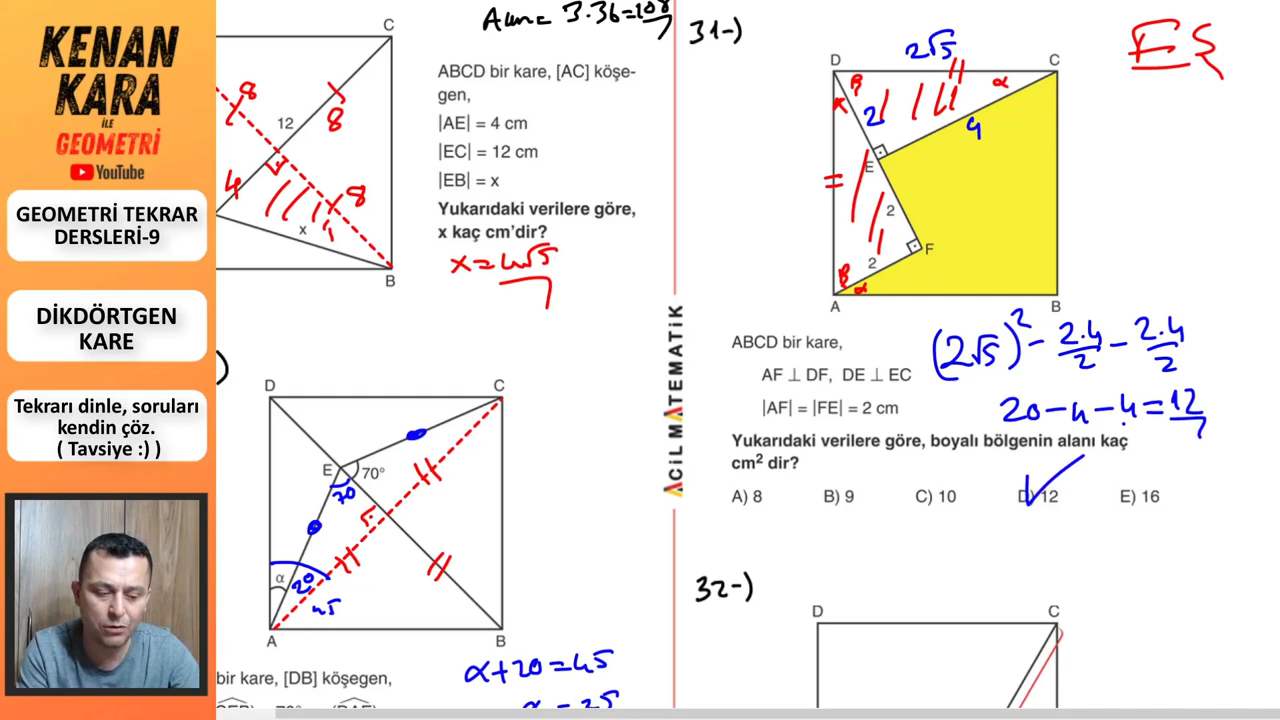 KENAN
KARA
İLE
GEOMETRİ
YouTube
GEOMETRİ TEKRAR
DERSLERİ-9
DİKDÖRTGEN
KARE
Tekrarı dinle, soruları
kendin çöz.
( Tavsiye :) )
Alan = 3.36=108
C
8
8
12
4
8
x
B
ABCD bir kare, [AC] köşe-
gen,
|AE| = 4 cm
|EC| = 12 cm
|EB| = x
Yukarıdaki verilere göre,
x kaç cm'dir?
x=4√5
D
C
E
70°
70
α
20
45
A
B
bir kare, [DB] köşegen,
α+20=45
α=25
AÇIL MATEMATİK
31-)
EŞ
2√5
D
C
β
α
α
2
4
E
2
F
2
β
α
A
B
ABCD bir kare,
AF ⊥ DF, DE ⊥ EC
|AF| = |FE| = 2 cm
(2√5)² - 2.4/2 - 2.4/2
20-4-4=12
Yukarıdaki verilere göre, boyalı bölgenin alanı kaç
cm² dir?
A) 8 B) 9 C) 10 D) 12 E) 16
32-)
D
C